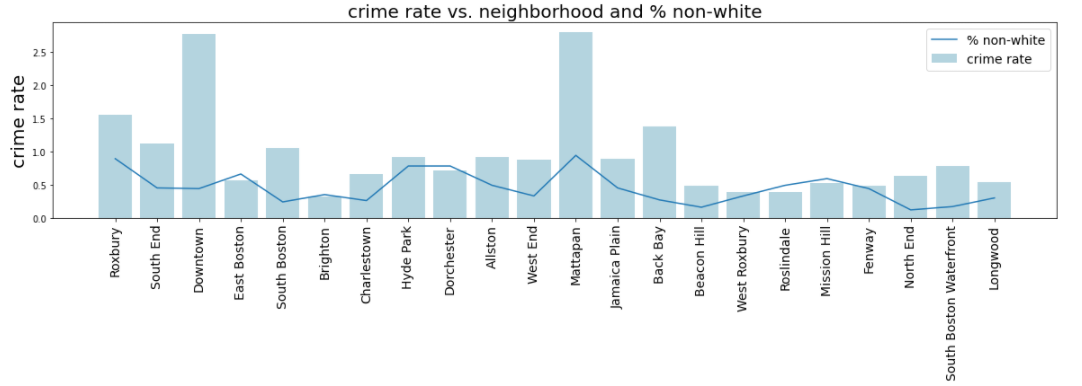 crime rate vs. neighborhood and % non-white
% non-white
crime rate
crime rate
2.5
2.0
1.5
1.0
0.5
0.0
Roxbury
South End
Downtown
East Boston
South Boston
Brighton
Charlestown
Hyde Park
Dorchester
Allston
West End
Mattapan
Jamaica Plain
Back Bay
Beacon Hill
West Roxbury
Roslindale
Mission Hill
Fenway
North End
South Boston Waterfront
Longwood